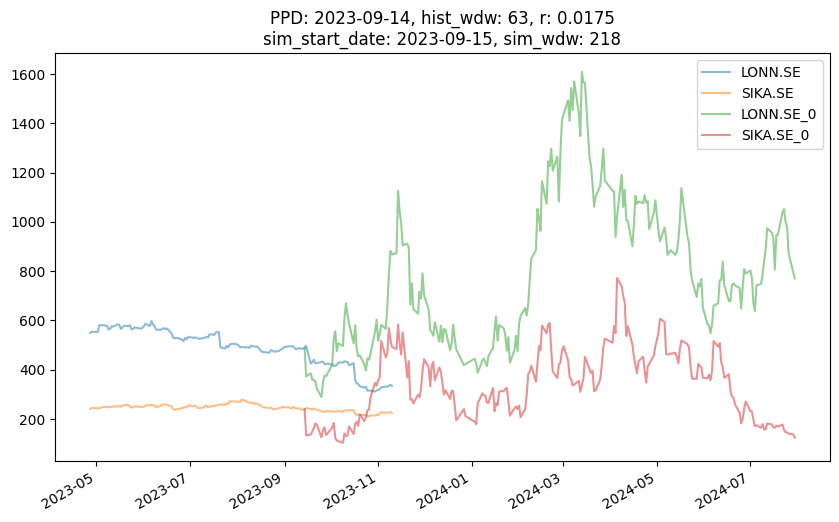 PPD: 2023-09-14, hist_wdw: 63, r: 0.0175
sim_start_date: 2023-09-15, sim_wdw: 218
LONN.SE
SIKA.SE
LONN.SE_0
SIKA.SE_0
1600
1400
1200
1000
800
600
400
200
2023-05
2023-07
2023-09
2023-11
2024-01
2024-03
2024-05
2024-07